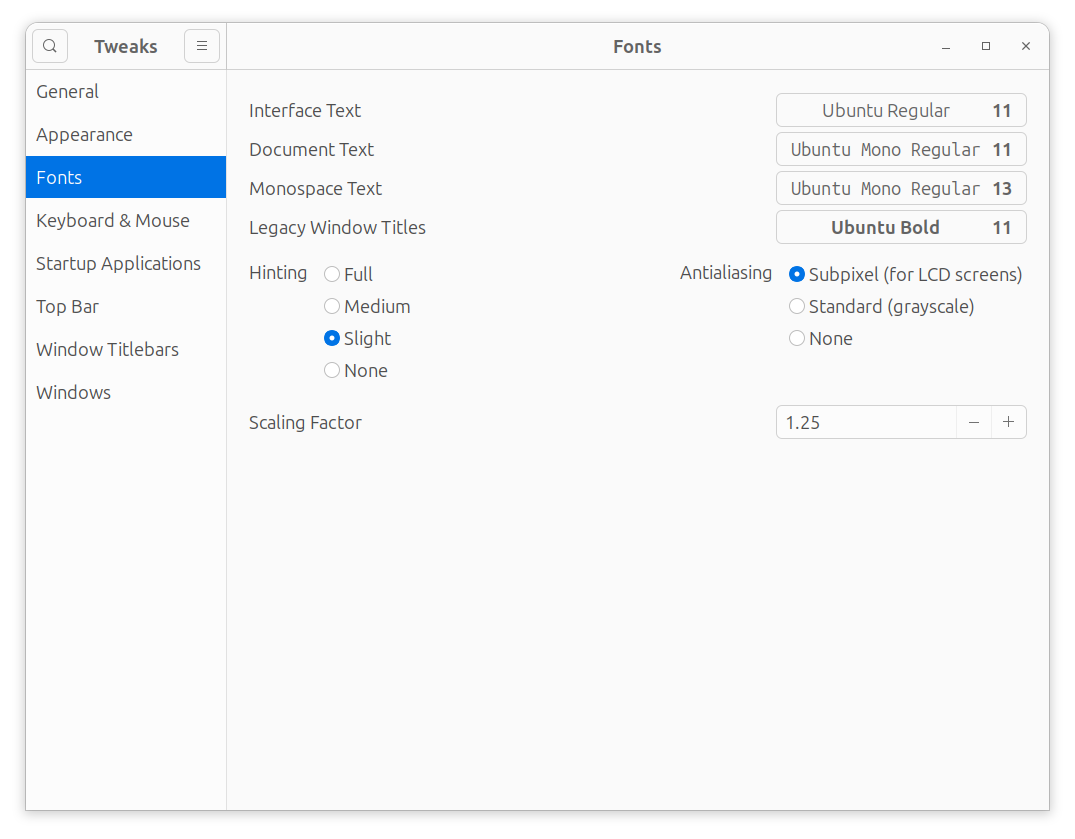 Tweaks
Fonts
General
Appearance
Fonts
Keyboard & Mouse
Startup Applications
Top Bar
Window Titlebars
Windows
Interface Text Ubuntu Regular 11
Document Text Ubuntu Mono Regular 11
Monospace Text Ubuntu Mono Regular 13
Legacy Window Titles Ubuntu Bold 11
Hinting Full Antialiasing Subpixel (for LCD screens)
Medium Standard (grayscale)
Slight None
None
Scaling Factor 1.25 − +